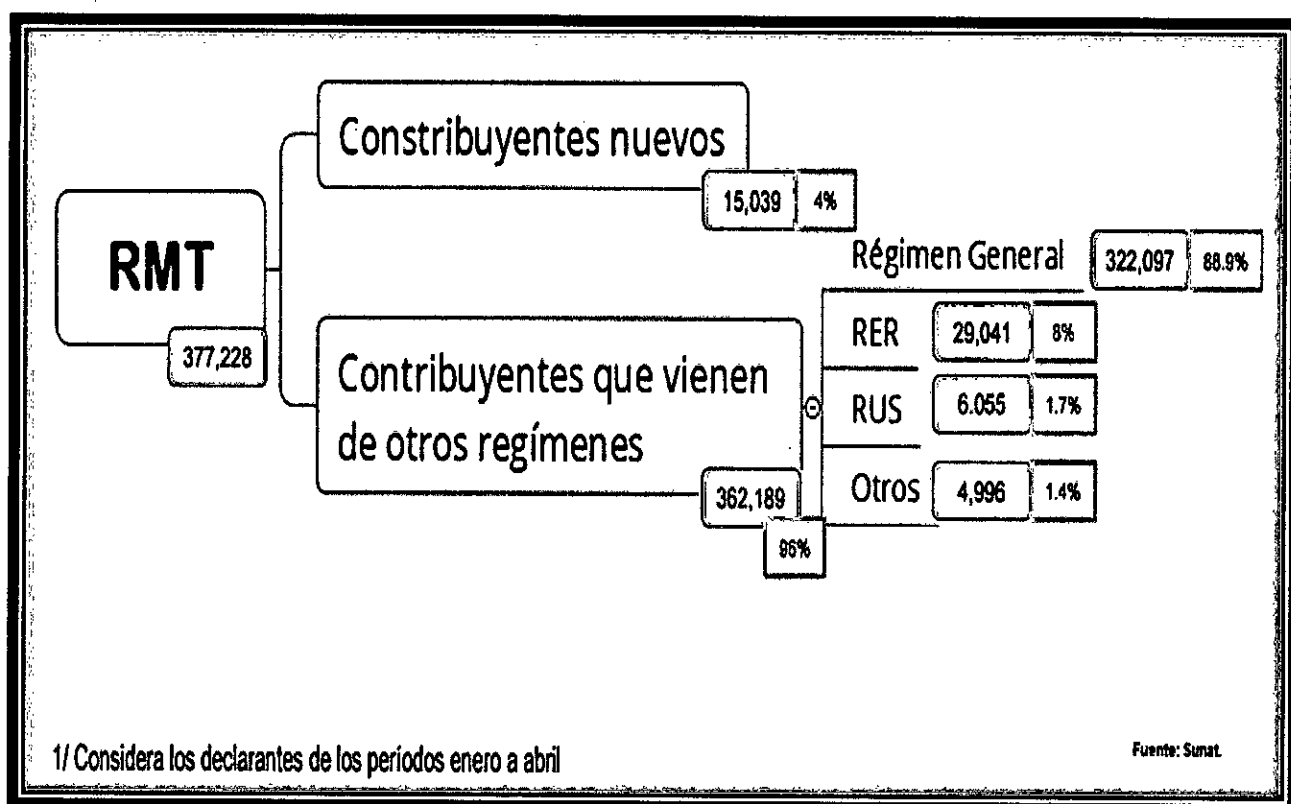 Constribuyentes nuevos
15,039 4%
RMT
377,228
Contribuyentes que vienen
de otros regímenes
362,189
96%
Régimen General 322,097 88.9%
RER 29,041 8%
RUS 6.055 1.7%
Otros 4,996 1.4%
1/ Considera los declarantes de los períodos enero a abril
Fuente: Sunat.